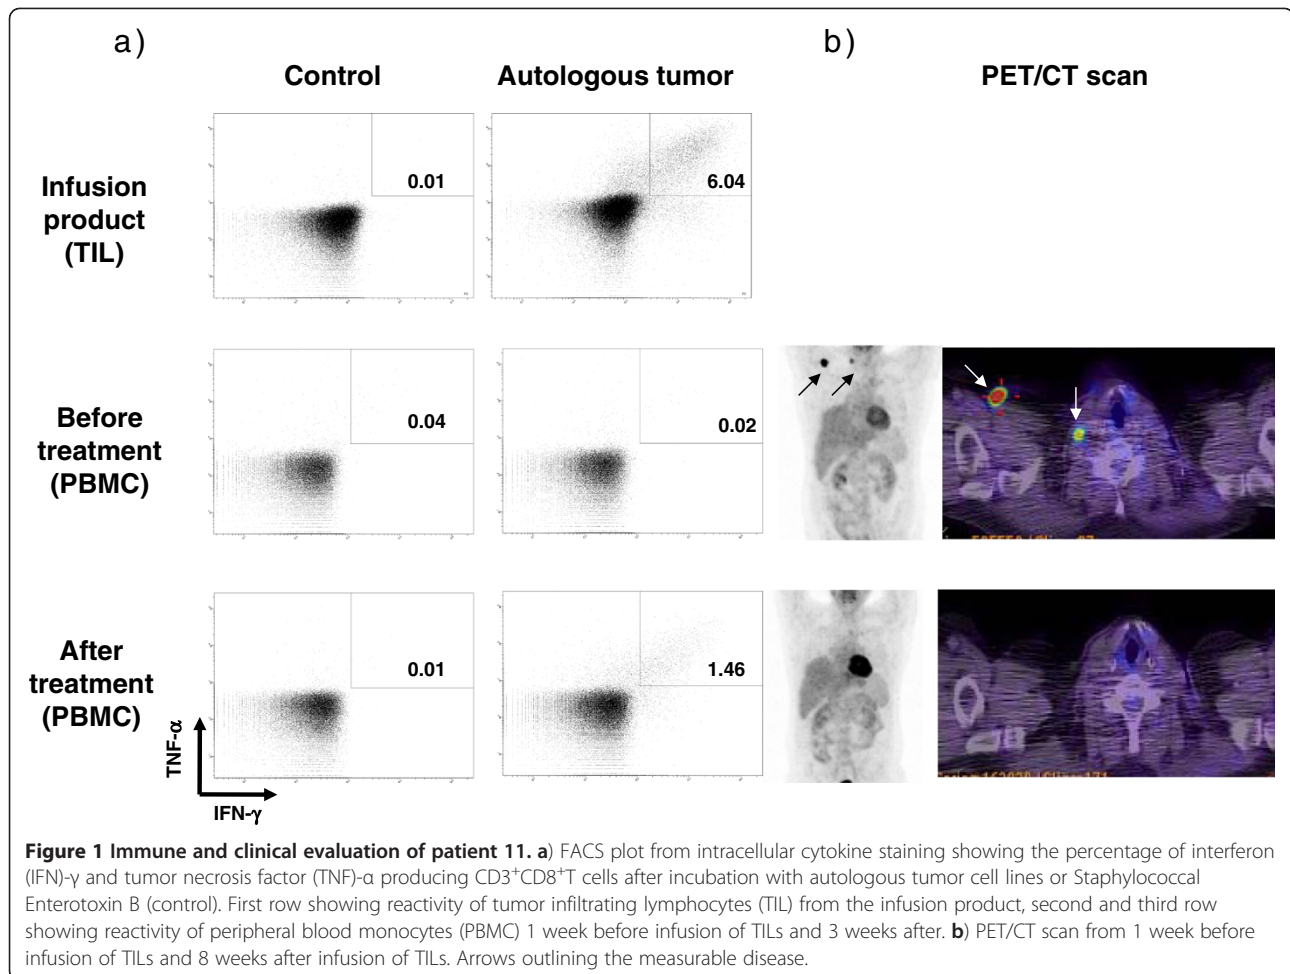 a)
b)
Control
Autologous tumor
PET/CT scan
Infusion
product
(TIL)
0.01
6.04
Before
treatment
(PBMC)
0.04
0.02
After
treatment
(PBMC)
0.01
1.46
TNF-α
IFN-γ
Figure 1 Immune and clinical evaluation of patient 11. a) FACS plot from intracellular cytokine staining showing the percentage of interferon
(IFN)-γ and tumor necrosis factor (TNF)-α producing CD3⁺CD8⁺T cells after incubation with autologous tumor cell lines or Staphylococcal
Enterotoxin B (control). First row showing reactivity of tumor infiltrating lymphocytes (TIL) from the infusion product, second and third row
showing reactivity of peripheral blood monocytes (PBMC) 1 week before infusion of TILs and 3 weeks after. b) PET/CT scan from 1 week before
infusion of TILs and 8 weeks after infusion of TILs. Arrows outlining the measurable disease.